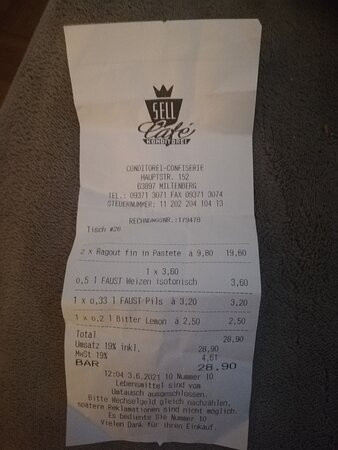 SELL
Café
KONDITOREI
CONDITOREI-CONFISERIE
HAUPTSTR. 152
63897 MILTENBERG
TEL.: 09371 3071 FAX 09371 3074
STEUERNUMMER: 11 202 204 104 13
RECHNUNGSNR.:179478
Tisch #20
2 x Ragout fin in Pastete à 9,80 19,60
1 x 3,60
0,5 l FAUST Weizen isotonisch 3,60
1 x 0,33 l FAUST Pils à 3,20 3,20
1 x 0,2 l Bitter Lemon à 2,50 2,50
Total 28,90
Umsatz 19% inkl. 28,90
MwSt 19% 4,61
BAR 28,90
12:04 3.6.2021 10 Nummer 10
Lebensmittel sind vom
Umtausch ausgeschlossen.
Bitte Wechselgeld gleich nachzählen,
spätere Reklamationen sind nicht möglich.
Es bediente Sie Nummer 10
Vielen Dank für Ihren Einkauf.